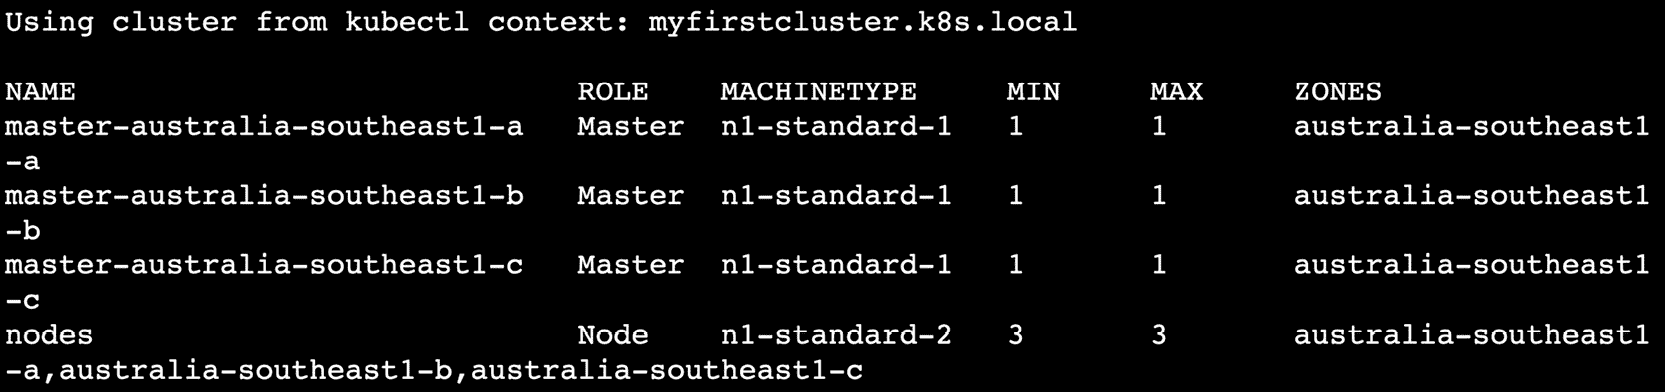 Using cluster from kubectl context: myfirstcluster.k8s.local
NAME ROLE MACHINETYPE MIN MAX ZONES
master-australia-southeast1-a Master n1-standard-1 1 1 australia-southeast1
-a
master-australia-southeast1-b Master n1-standard-1 1 1 australia-southeast1
-b
master-australia-southeast1-c Master n1-standard-1 1 1 australia-southeast1
-c
nodes Node n1-standard-2 3 3 australia-southeast1
-a,australia-southeast1-b,australia-southeast1-c